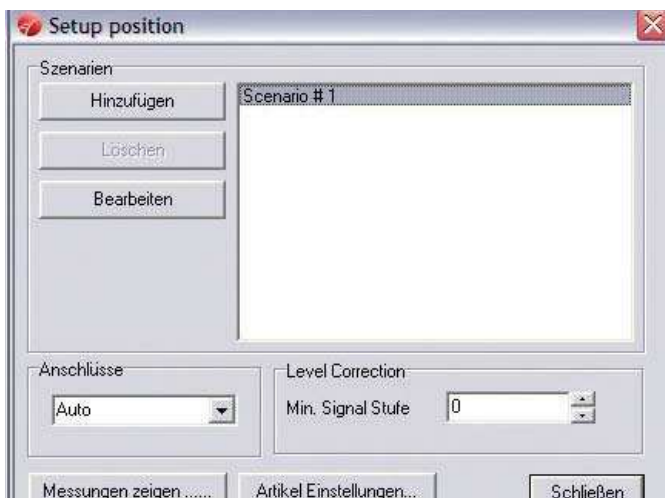 Setup position
Szenarien
Hinzufügen
Scenario # 1
Löschen
Bearbeiten
Anschlüsse
Level Correction
Auto
Min. Signal Stufe
0
Messungen zeigen ......
Artikel Einstellungen...
Schließen